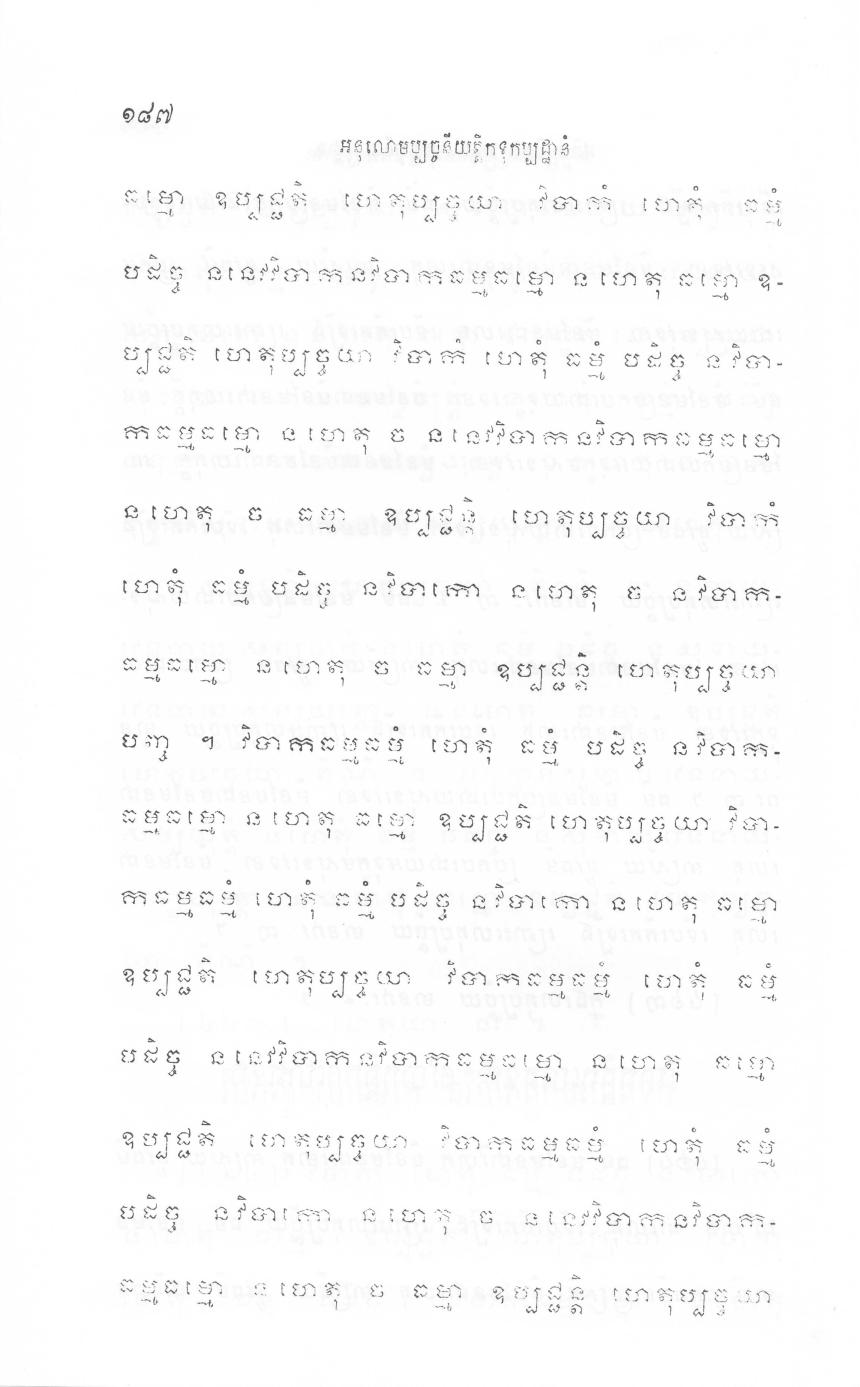 ១៨៧
អនុលោមប្បច្ចនីយត្តិកទុកប្បដ្ឋានំ
ធម្មោ ឧប្បជ្ជតិ ហេតុប្បច្ចយា វិបាកំ ហេតុំ ធម្មំ
បដិច្ច ននេវវិបាកនវិបាកធម្មធម្មោ នហេតុ ធម្មោ ឧ-
ប្បជ្ជតិ ហេតុប្បច្ចយា វិបាកំ ហេតុំ ធម្មំ បដិច្ច នវិបា-
កធម្មធម្មោ នហេតុ ច ននេវវិបាកនវិបាកធម្មធម្មោ
នហេតុ ច ធម្មា ឧប្បជ្ជន្តិ ហេតុប្បច្ចយា វិបាកំ
ហេតុំ ធម្មំ បដិច្ច នវិបាកោ នហេតុ ច នវិបាក-
ធម្មធម្មោ នហេតុ ច ធម្មា ឧប្បជ្ជន្តិ ហេតុប្បច្ចយា
បញ្ច ។ វិបាកធម្មធម្មំ ហេតុំ ធម្មំ បដិច្ច នវិបាក-
ធម្មធម្មោ នហេតុ ធម្មោ ឧប្បជ្ជតិ ហេតុប្បច្ចយា វិបា-
កធម្មធម្មំ ហេតុំ ធម្មំ បដិច្ច នវិបាកោ នហេតុ ធម្មោ
ឧប្បជ្ជតិ ហេតុប្បច្ចយា វិបាកធម្មធម្មំ ហេតុំ ធម្មំ
បដិច្ច ននេវវិបាកនវិបាកធម្មធម្មោ នហេតុ ធម្មោ
ឧប្បជ្ជតិ ហេតុប្បច្ចយា វិបាកធម្មធម្មំ ហេតុំ ធម្មំ
បដិច្ច នវិបាកោ នហេតុ ច ននេវវិបាកនវិបាក-
ធម្មធម្មោ នហេតុ ច ធម្មា ឧប្បជ្ជន្តិ ហេតុប្បច្ចយា